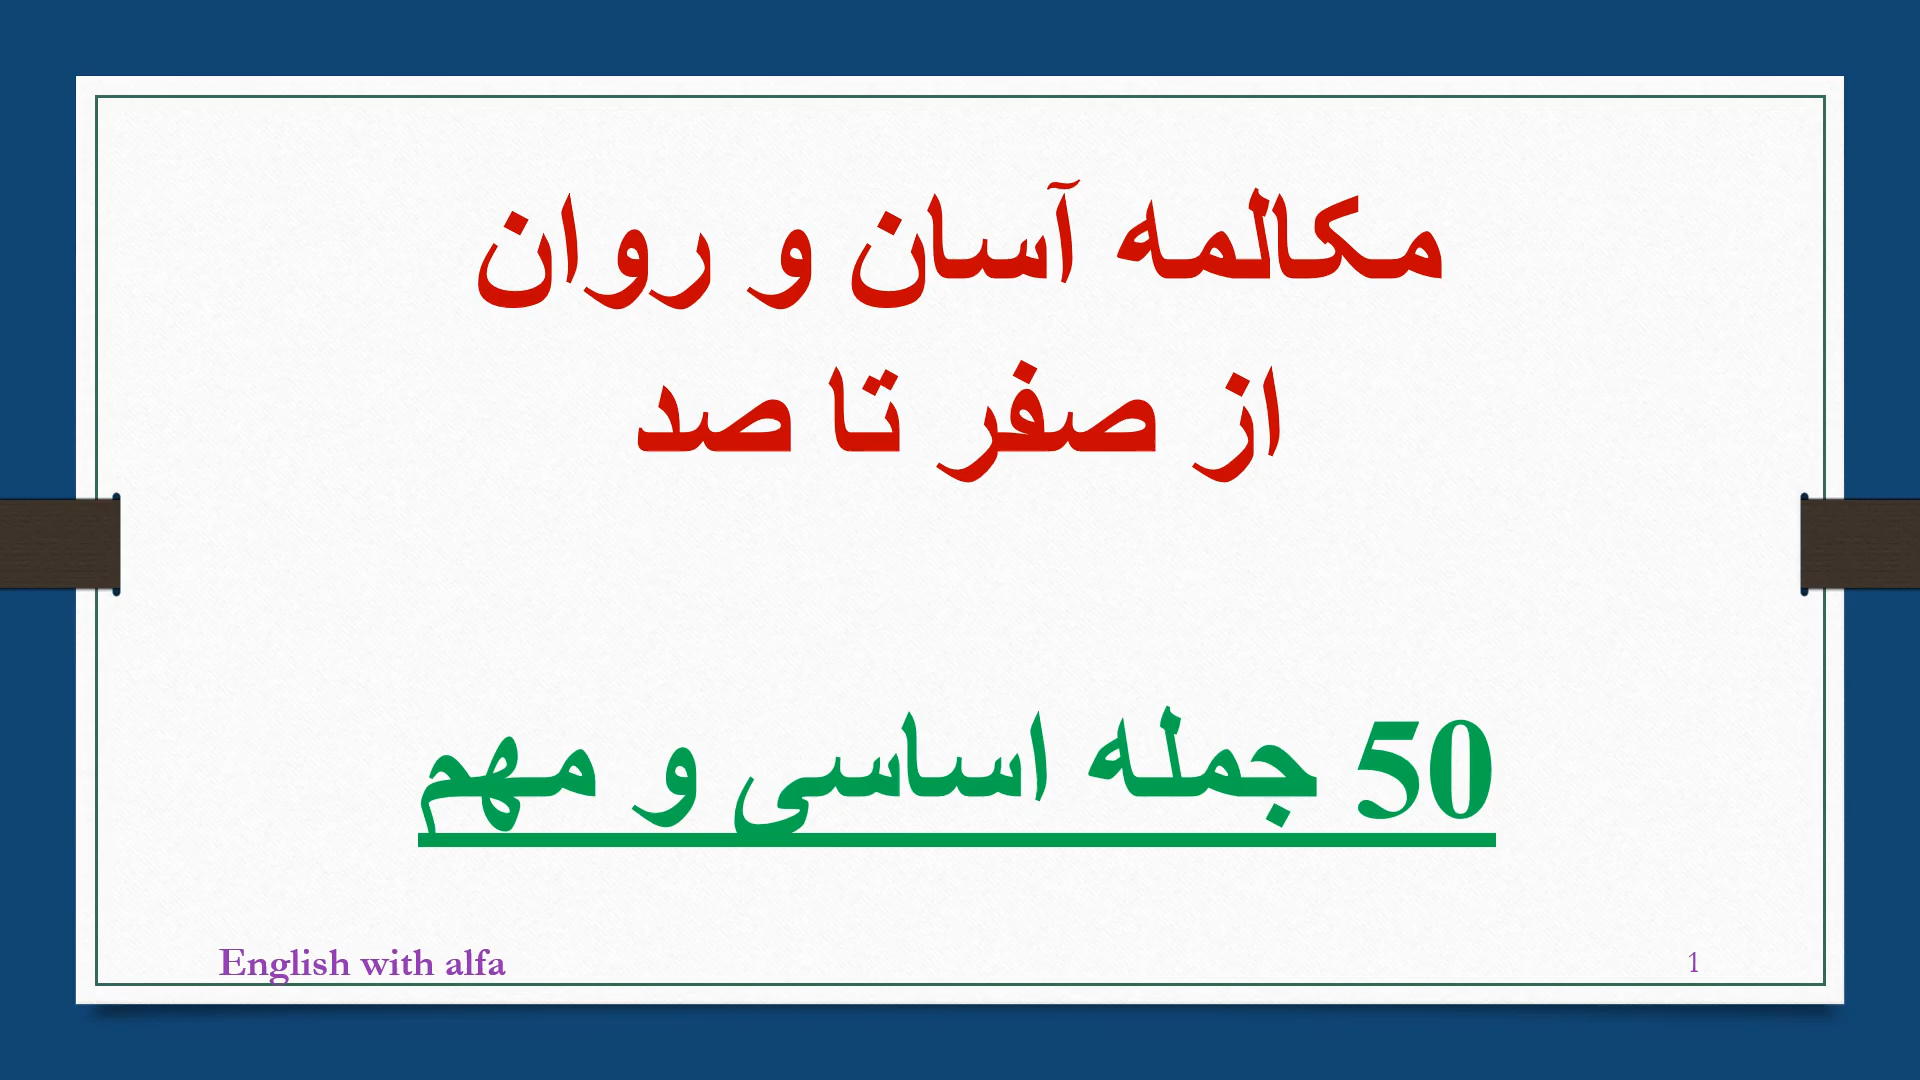 مکالمه آسان و روان
از صفر تا صد
50 جمله اساسی و مهم
English with alfa
1